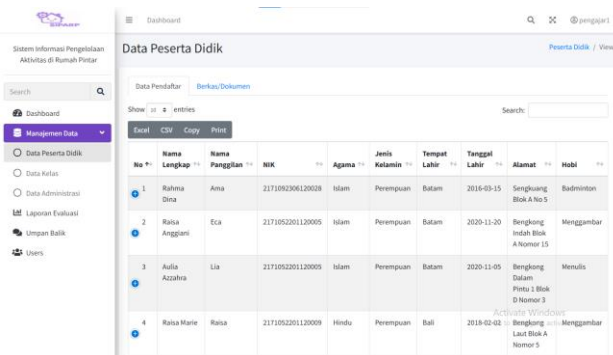 SIPARP
Dashboard
@pengajar1
Sistem Informasi Pengelolaan
Aktivitas di Rumah Pintar
Data Peserta Didik
Peserta Didik / View
Search
Dashboard
Manajemen Data
Data Peserta Didik
Data Kelas
Data Administrasi
Laporan Evaluasi
Umpan Balik
Users
Data Pendaftar Berkas/Dokumen
Show 10 entries Search:
Excel CSV Copy Print
No Nama Lengkap Nama Panggilan NIK Agama Jenis Kelamin Tempat Lahir Tanggal Lahir Alamat Hobi
1 Rahma Dina Ama 2171092306120028 Islam Perempuan Batam 2016-03-15 Sengkuang Blok A No 5 Badminton
2 Raisa Anggiani Eca 2171052201120005 Islam Perempuan Batam 2020-11-20 Bengkong Indah Blok A Nomor 15 Menggambar
3 Aulia Azzahra Lia 2171052201120005 Islam Perempuan Batam 2020-11-05 Bengkong Dalam Pintu 1 Blok D Nomor 3 Menulis
4 Raisa Marie Raisa 2171052201120009 Hindu Perempuan Bali 2018-02-02 Bengkong Laut Blok A Nomor 5 Menggambar
Activate Windows